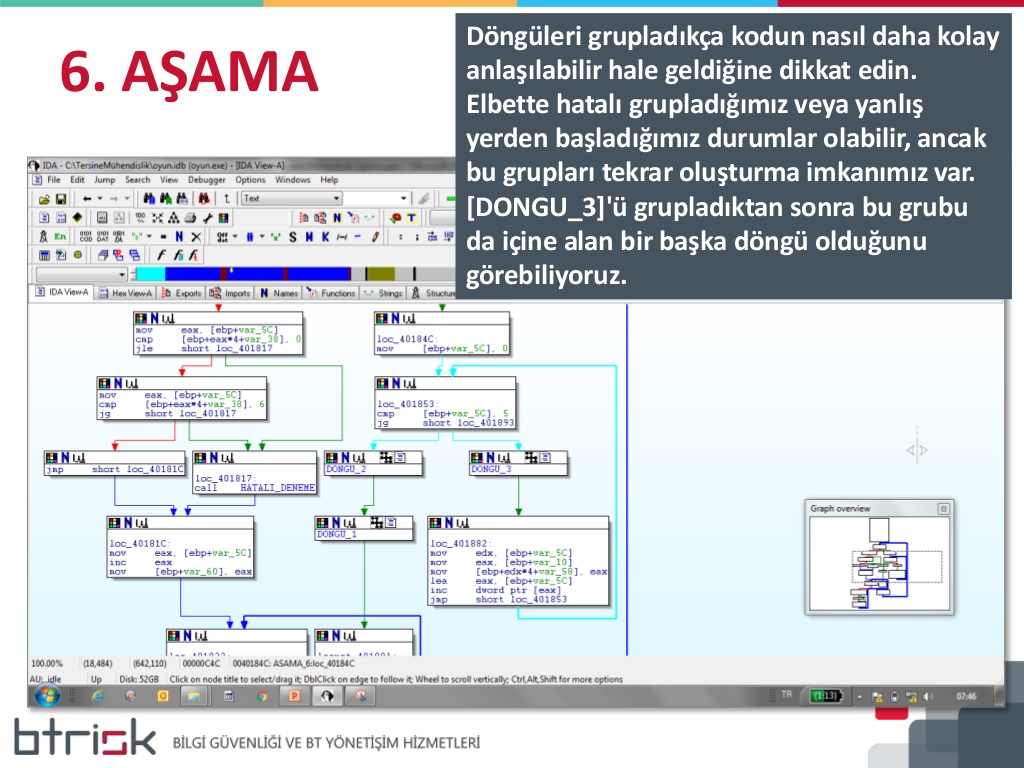 6. AŞAMA
Döngüleri grupladıkça kodun nasıl daha kolay
anlaşılabilir hale geldiğine dikkat edin.
Elbette hatalı grupladığımız veya yanlış
yerden başladığımız durumlar olabilir, ancak
bu grupları tekrar oluşturma imkanımız var.
[DONGU_3]'ü grupladıktan sonra bu grubu
da içine alan bir başka döngü olduğunu
görebiliyoruz.
IDA - C:\TersineMühendislik\oyun.idb (oyun.exe) - [IDA View-A]
File Edit Jump Search View Debugger Options Windows Help
Text
IDA View-A Hex View-A Exports Imports Names Functions Strings Structure
mov eax, [ebp+var_5C]
cmp [ebp+eax*4+var_38], 0
jle short loc_401817
loc_40184C:
mov [ebp+var_5C], 0
mov eax, [ebp+var_5C]
cmp [ebp+eax*4+var_38], 6
jg short loc_401817
loc_401853:
cmp [ebp+var_5C], 5
jg short loc_401893
jmp short loc_40181C
loc_401817:
call HATALI_DENEME
DONGU_2
DONGU_3
loc_40181C:
mov eax, [ebp+var_5C]
inc eax
mov [ebp+var_60], eax
DONGU_1
loc_401882:
mov edx, [ebp+var_5C]
mov eax, [ebp+var_10]
mov [ebp+edx*4+var_58], eax
lea eax, [ebp+var_5C]
inc dword ptr [eax]
jmp short loc_401853
Graph overview
100.00% (18,484) (642,110) 00000C4C 0040184C: ASAMA_6:loc_40184C
AU: idle Up Disk: 52GB Click on node title to select/drag it; DblClick on edge to follow it; Wheel to scroll vertically; Ctrl,Alt,Shift for more options
TR (1:13) 07:46
btrisk BİLGİ GÜVENLİĞİ VE BT YÖNETİŞİM HİZMETLERİ